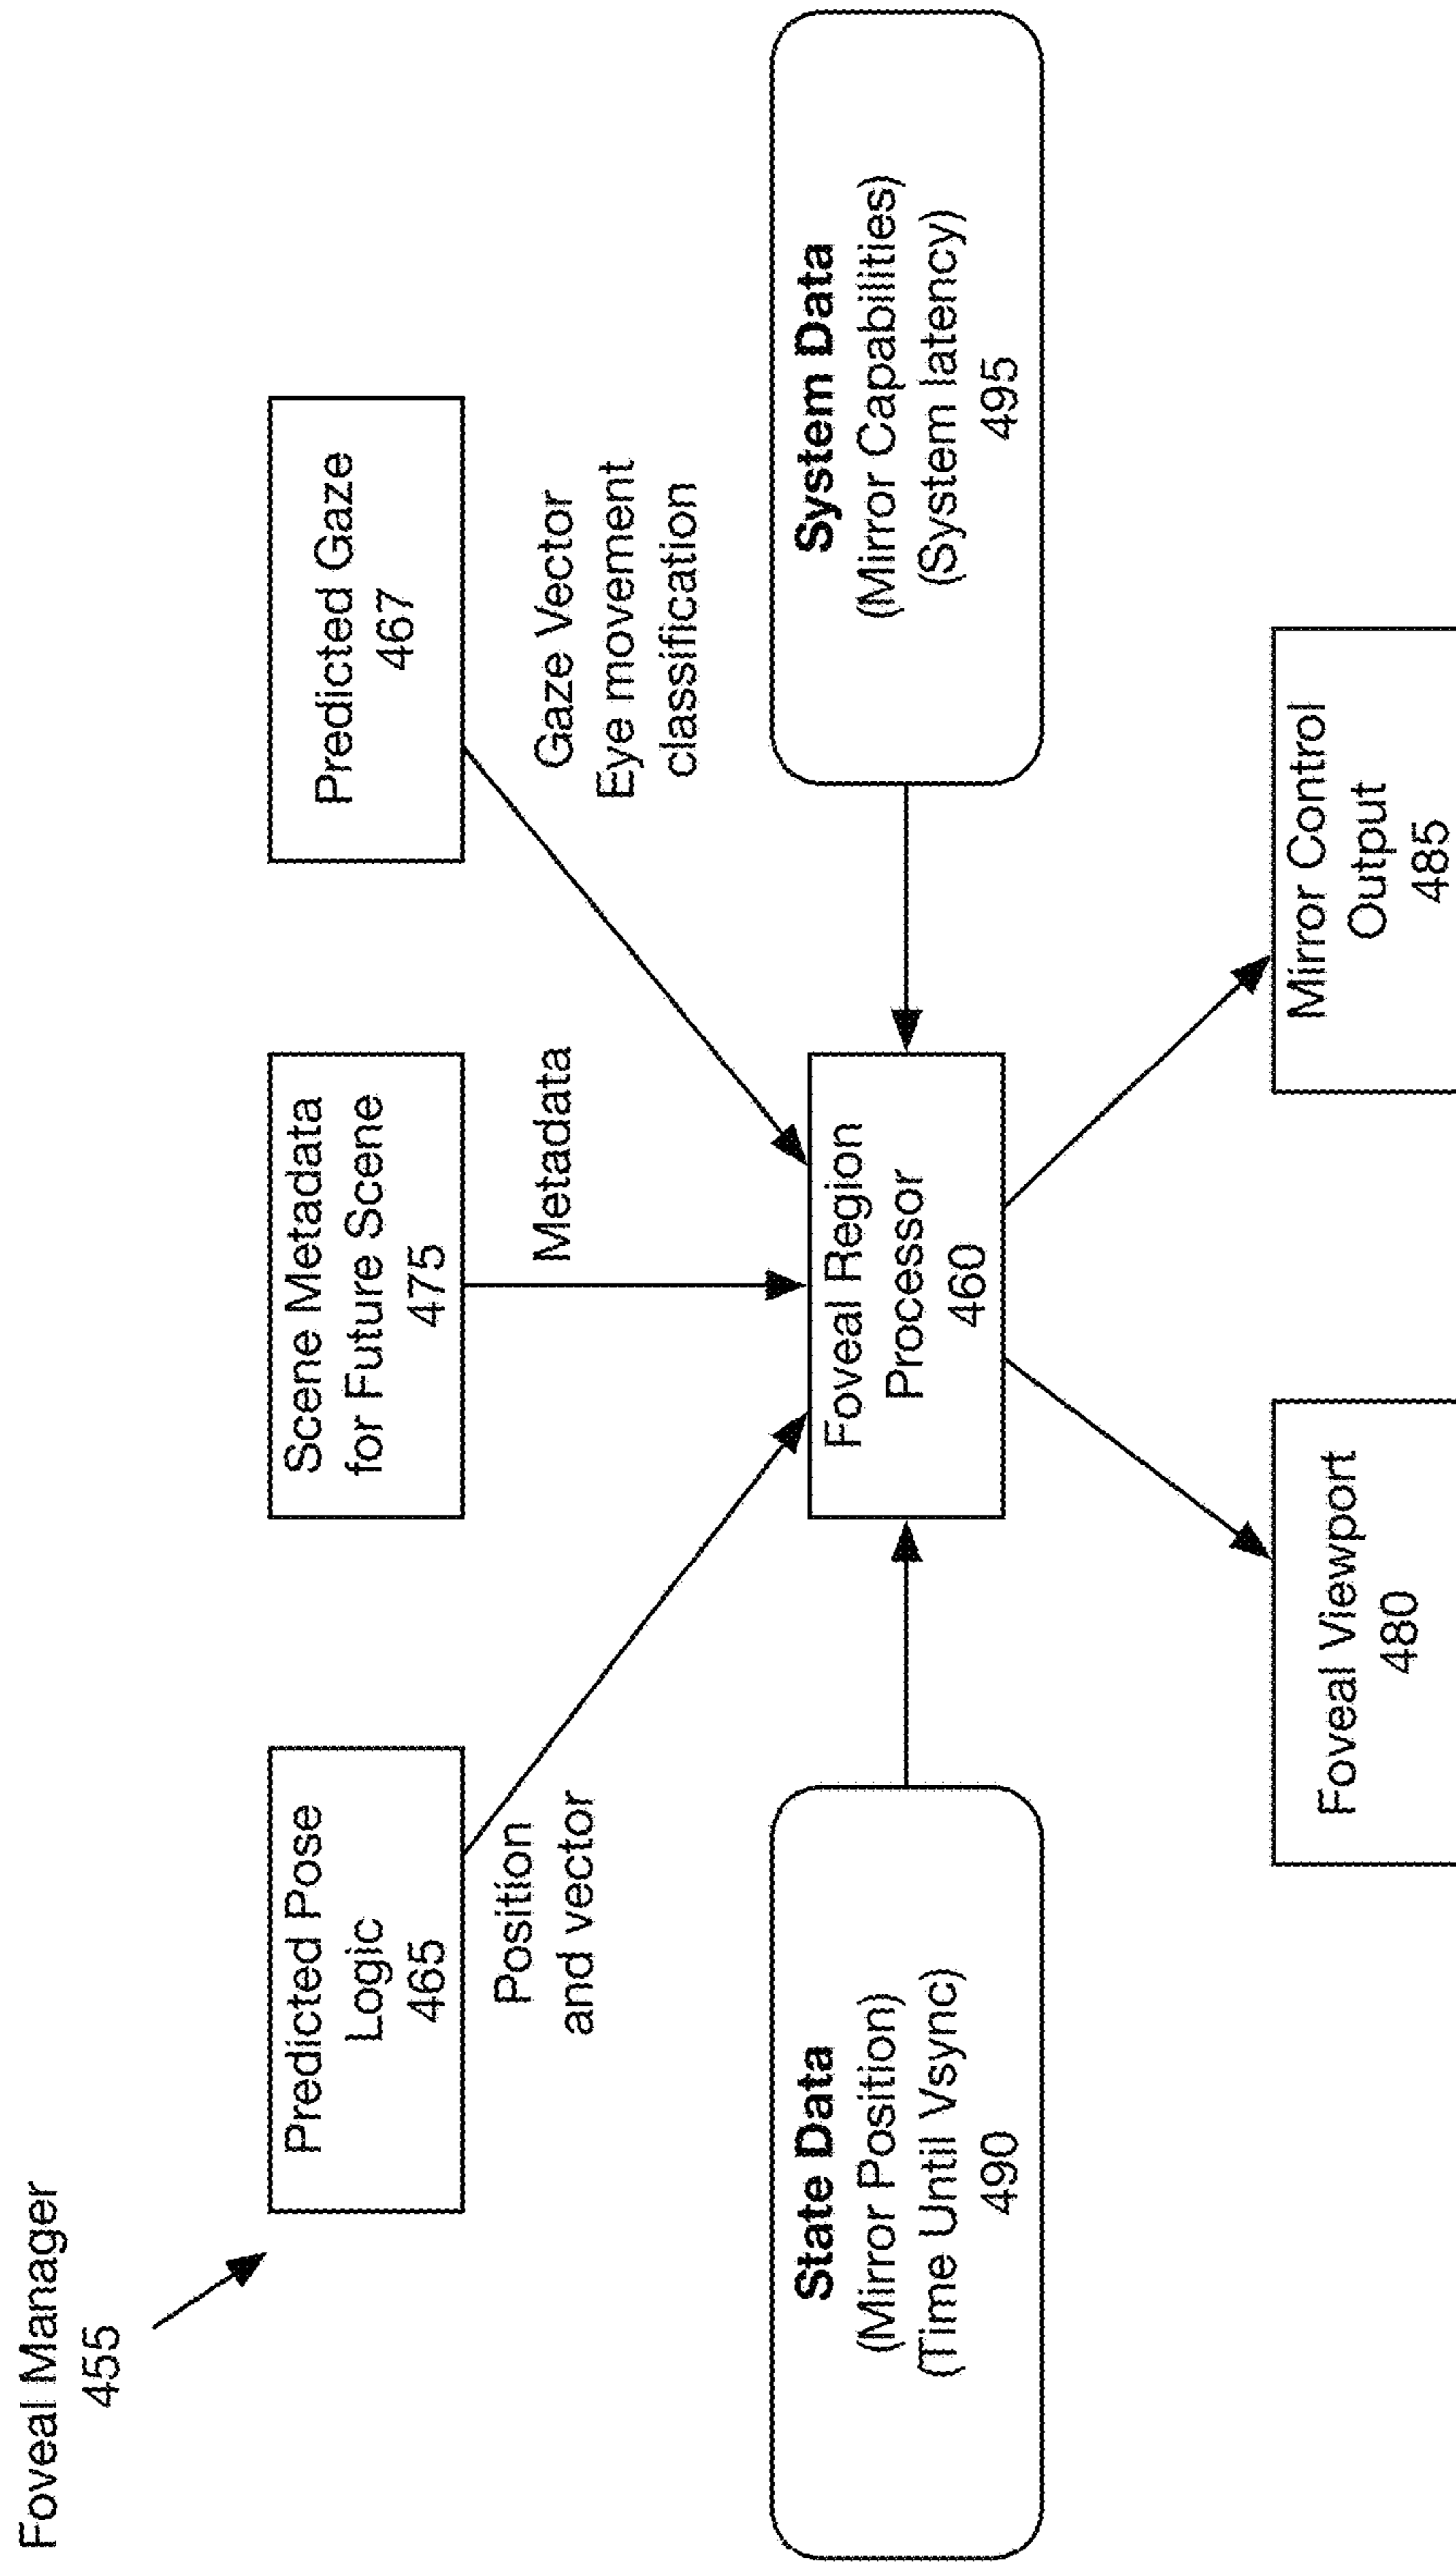 Foveal Manager
455
Predicted Pose
Logic
465
Scene Metadata
for Future Scene
475
Predicted Gaze
467
Position
and vector
Metadata
Gaze Vector
Eye movement
classification
State Data
(Mirror Position)
(Time Until Vsync)
490
Foveal Region
Processor
460
System Data
(Mirror Capabilities)
(System latency)
495
Foveal Viewport
480
Mirror Control
Output
485